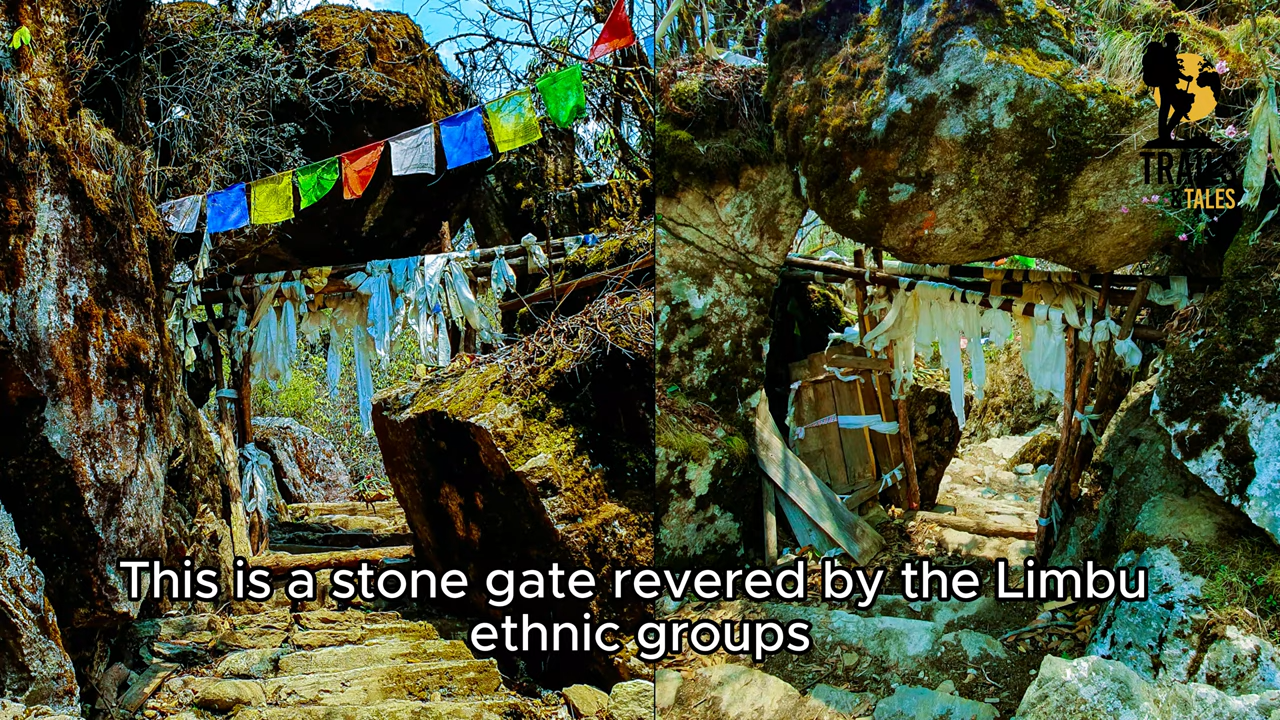 TRAILS
TALES
This is a stone gate revered by the Limbu
ethnic groups